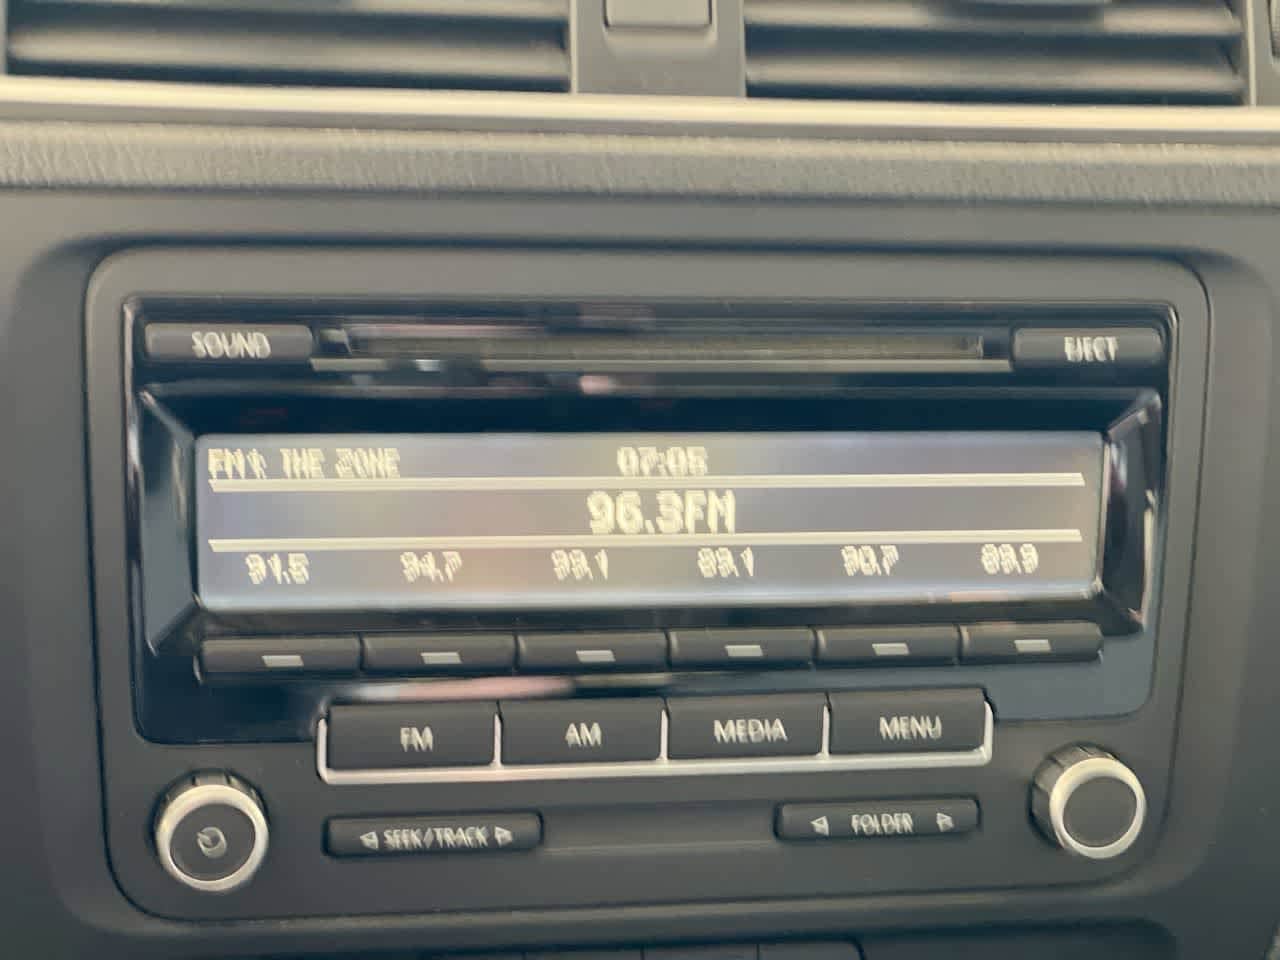 SOUND EJECT
FM1: THE ZONE 07:05
96.3FM
91.5 94.7 99.1 89.1 90.7 89.9
FM AM MEDIA MENU
SEEK/TRACK FOLDER